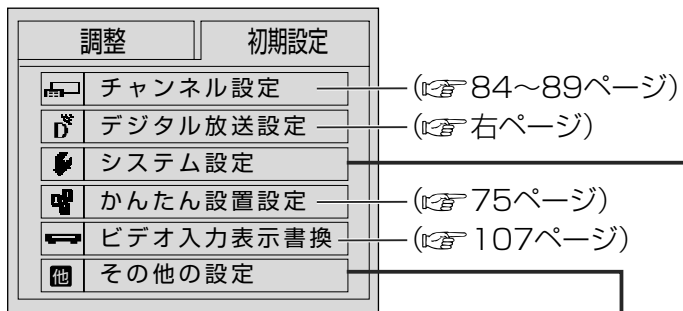 調整 初期設定
チャンネル設定 (☞84～89ページ)
デジタル放送設定 (☞右ページ)
システム設定
かんたん設置設定 (☞75ページ)
ビデオ入力表示書換 (☞107ページ)
他 その他の設定